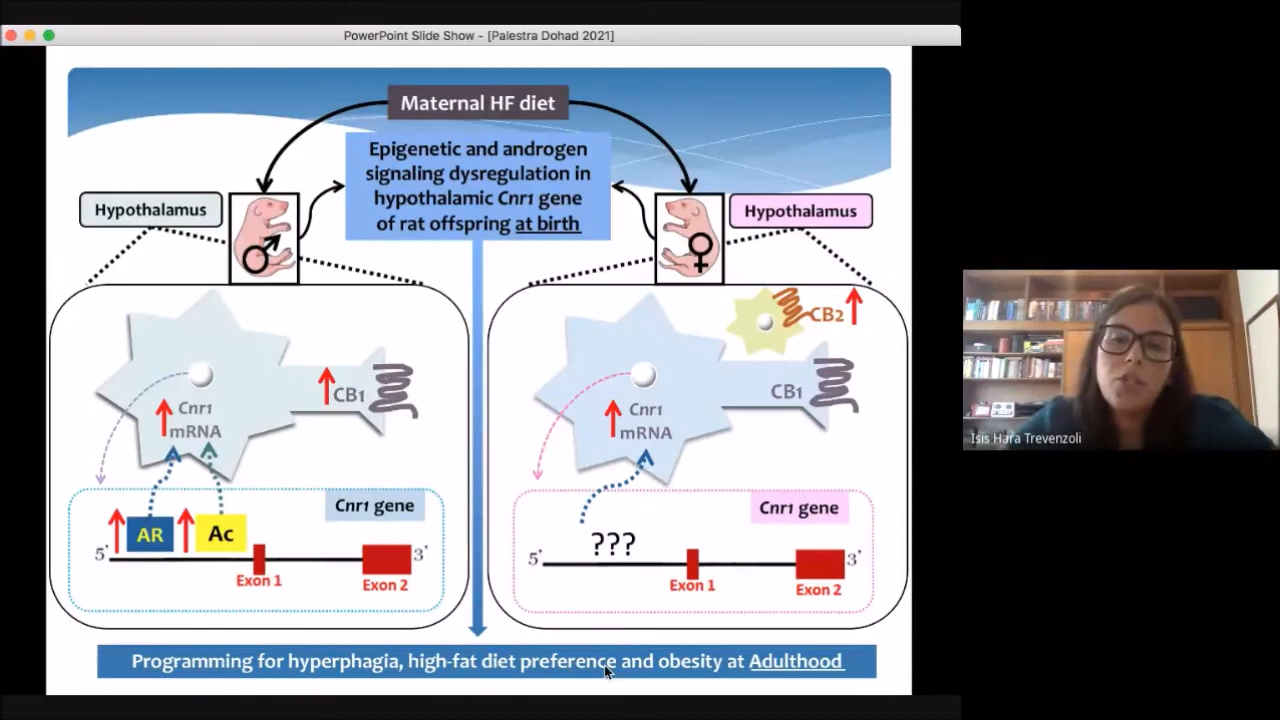 PowerPoint Slide Show - [Palestra Dohad 2021]
Maternal HF diet
Epigenetic and androgen
signaling dysregulation in
hypothalamic Cnr1 gene
of rat offspring at birth
Hypothalamus
Hypothalamus
CB1
Cnr1
mRNA
Cnr1 gene
AR
Ac
5'
3'
Exon 1
Exon 2
CB2
CB1
Cnr1
mRNA
Cnr1 gene
???
5'
3'
Exon 1
Exon 2
Programming for hyperphagia, high-fat diet preference and obesity at Adulthood
Isis Hara Trevenzoli